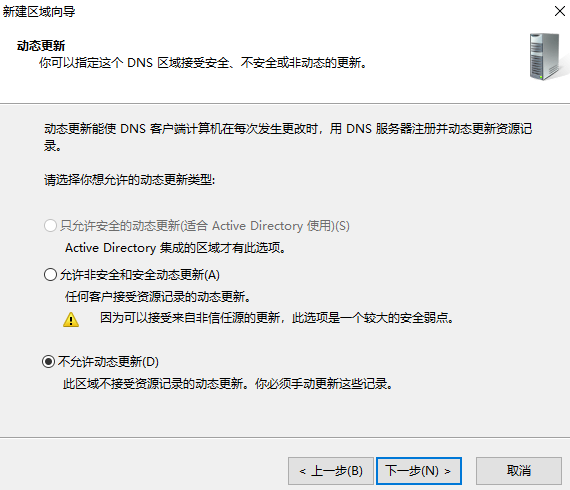 新建区域向导
动态更新
你可以指定这个 DNS 区域接受安全、不安全或非动态的更新。
动态更新能使 DNS 客户端计算机在每次发生更改时，用 DNS 服务器注册并动态更新资源记
录。
请选择你想允许的动态更新类型:
只允许安全的动态更新(适合 Active Directory 使用)(S)
Active Directory 集成的区域才有此选项。
允许非安全和安全动态更新(A)
任何客户接受资源记录的动态更新。
因为可以接受来自非信任源的更新，此选项是一个较大的安全弱点。
不允许动态更新(D)
此区域不接受资源记录的动态更新。你必须手动更新这些记录。
< 上一步(B) 下一步(N) > 取消